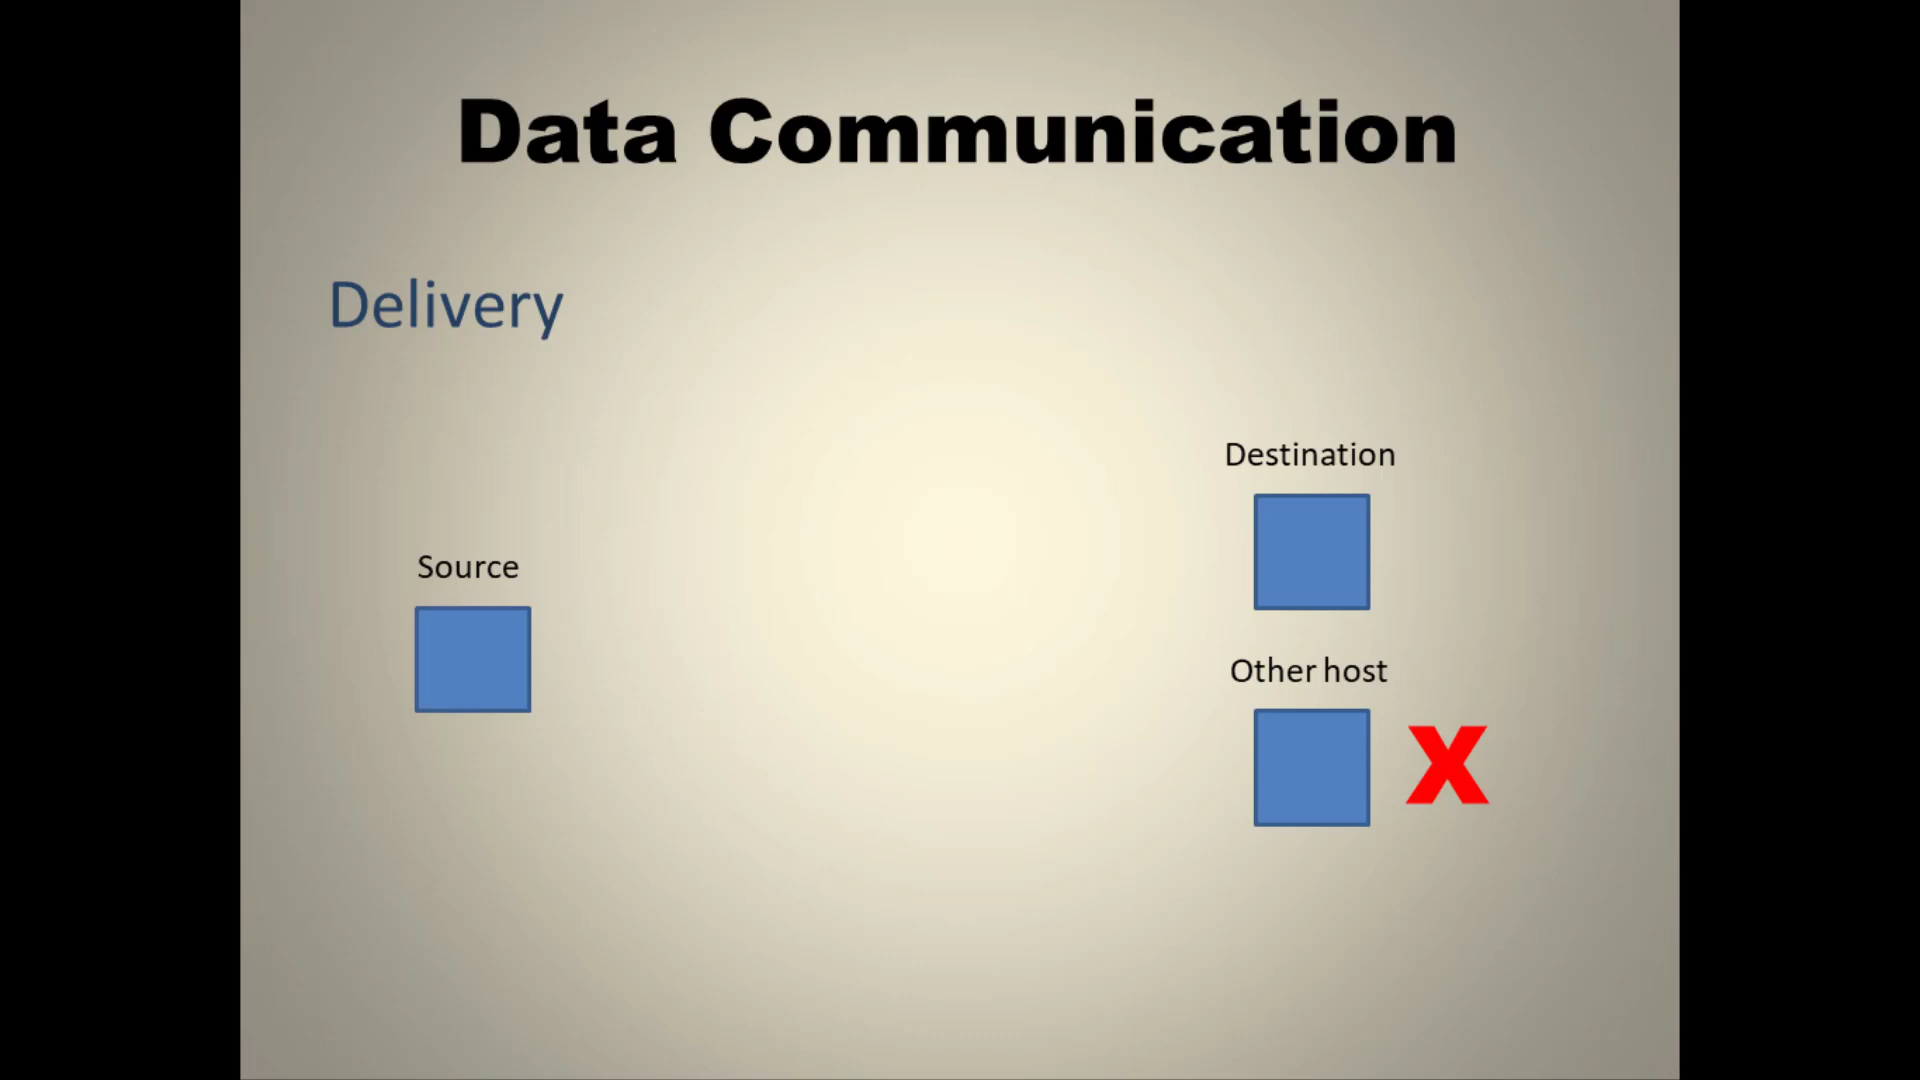 Data Communication
Delivery
Destination
Source
Other host
X